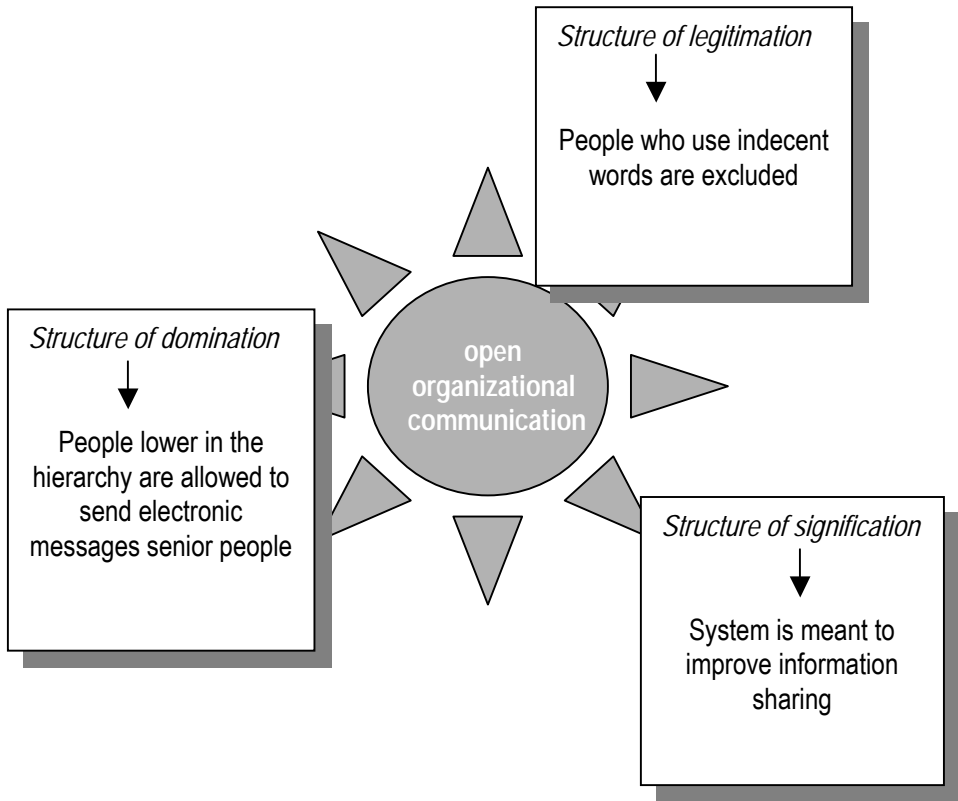 Structure of legitimation
People who use indecent
words are excluded
Structure of domination
People lower in the
hierarchy are allowed to
send electronic
messages senior people
open
organizational
communication
Structure of signification
System is meant to
improve information
sharing